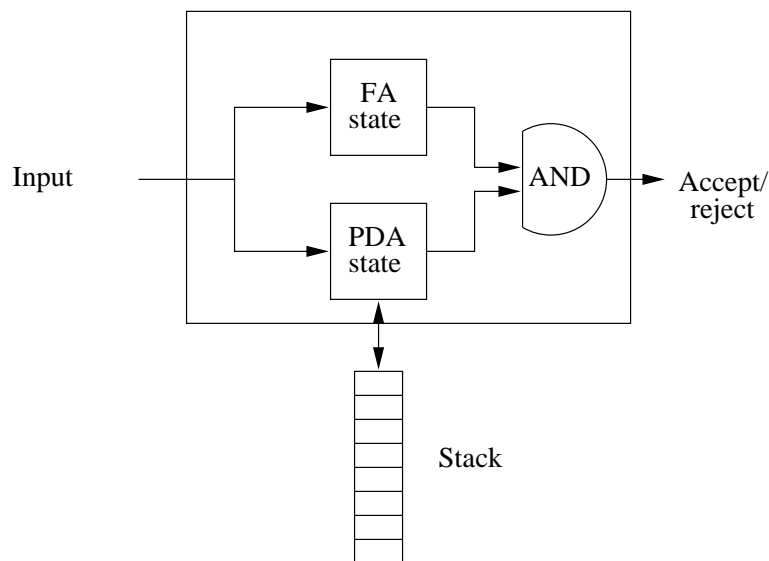 FA
state
Input
AND
Accept/
reject
PDA
state
Stack